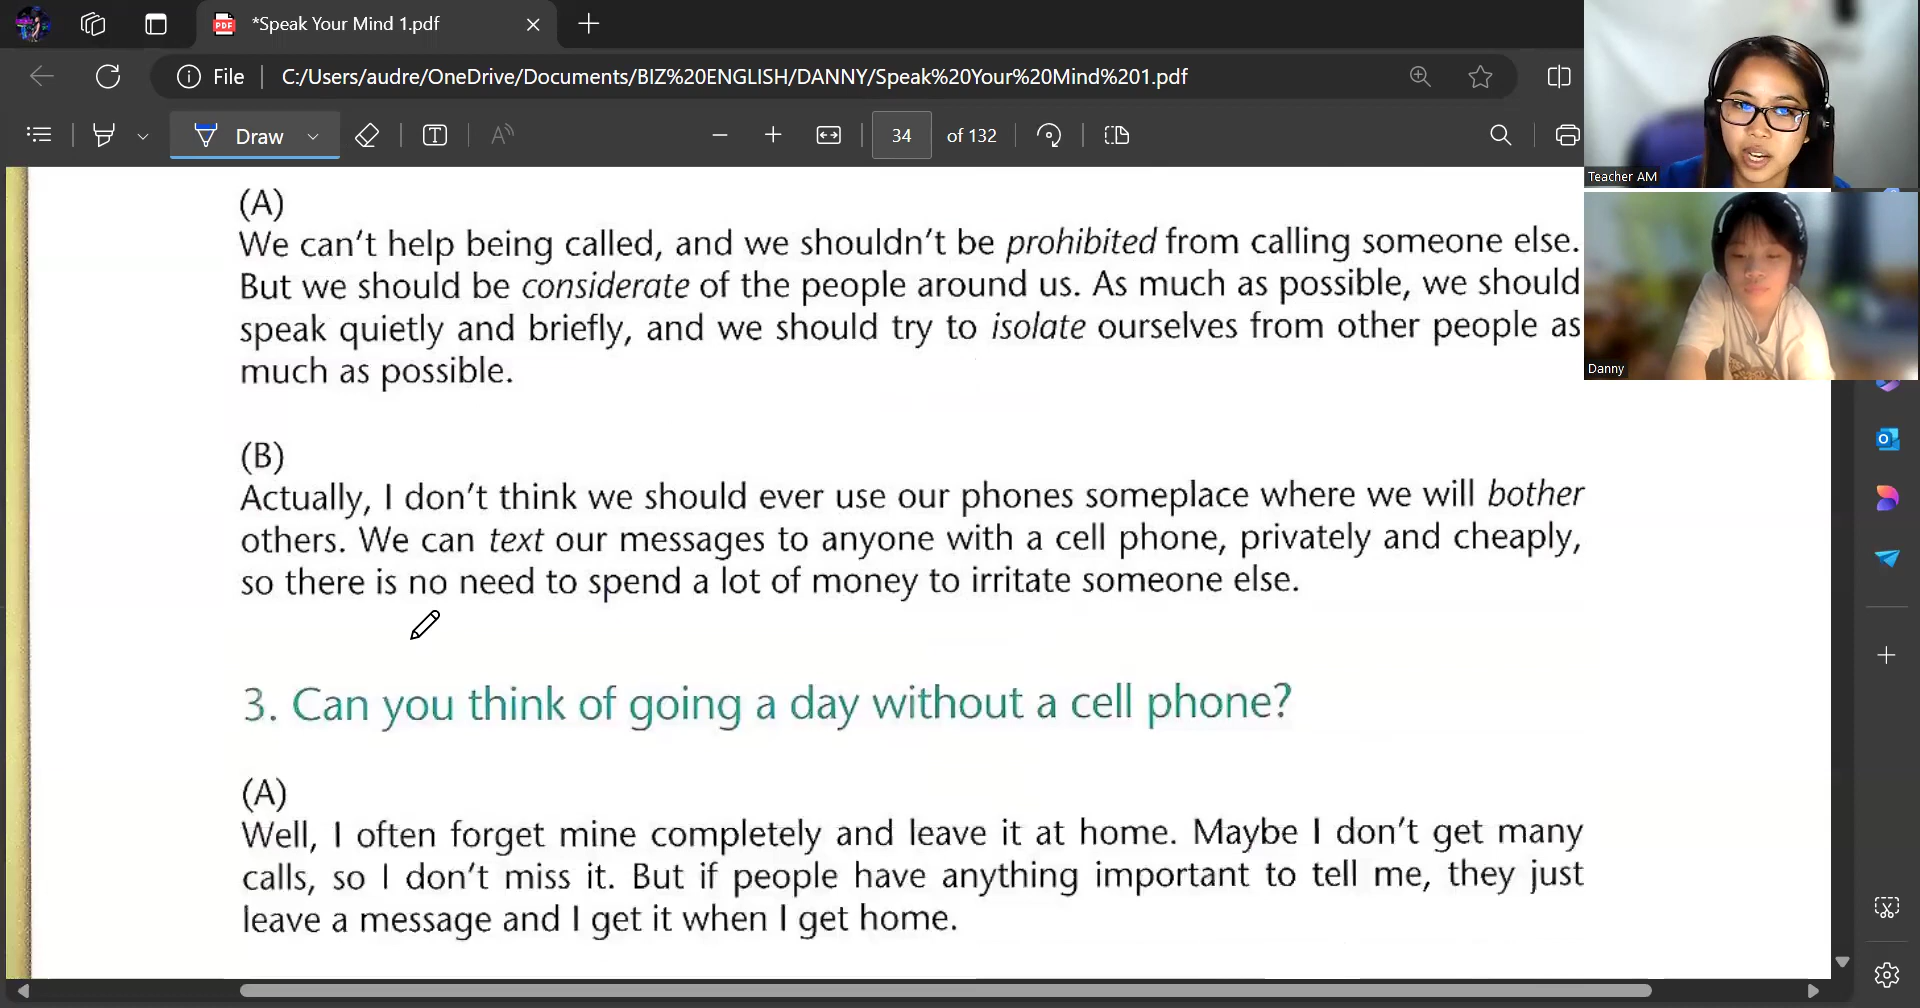 *Speak Your Mind 1.pdf
File
C:/Users/audre/OneDrive/Documents/BIZ%20ENGLISH/DANNY/Speak%20Your%20Mind%201.pdf
Draw
34
of 132
Teacher AM
Danny
(A)
We can't help being called, and we shouldn't be prohibited from calling someone else.
But we should be considerate of the people around us. As much as possible, we should
speak quietly and briefly, and we should try to isolate ourselves from other people as
much as possible.
(B)
Actually, I don't think we should ever use our phones someplace where we will bother
others. We can text our messages to anyone with a cell phone, privately and cheaply,
so there is no need to spend a lot of money to irritate someone else.
3. Can you think of going a day without a cell phone?
(A)
Well, I often forget mine completely and leave it at home. Maybe I don't get many
calls, so I don't miss it. But if people have anything important to tell me, they just
leave a message and I get it when I get home.